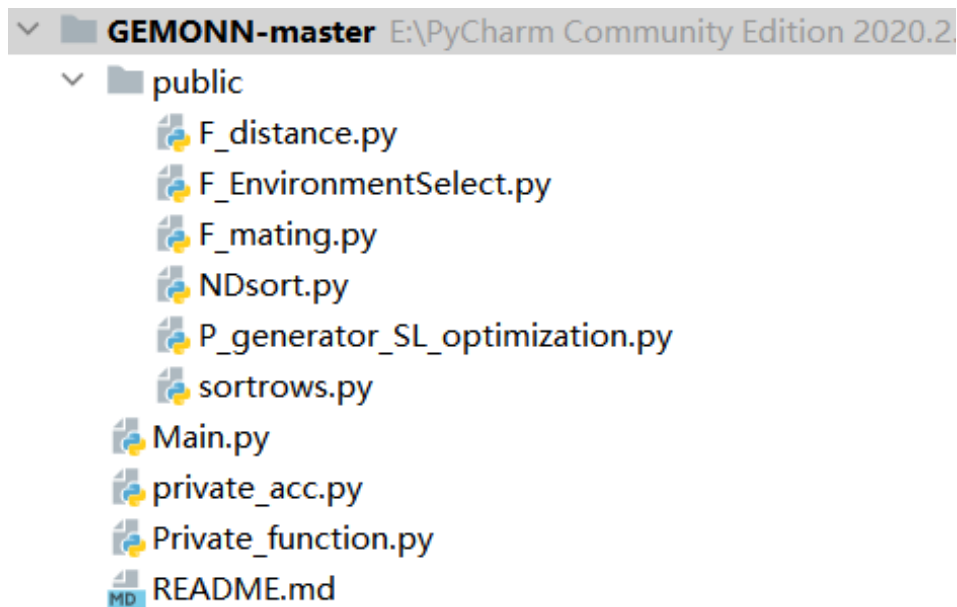 GEMONN-master E:\PyCharm Community Edition 2020.2.
public
F_distance.py
F_EnvironmentSelect.py
F_mating.py
NDsort.py
P_generator_SL_optimization.py
sortrows.py
Main.py
private_acc.py
Private_function.py
MD README.md